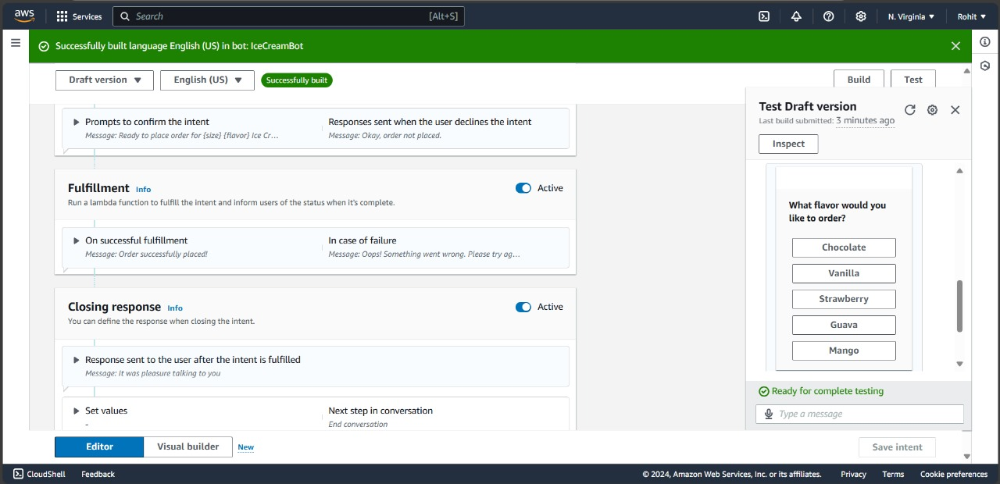 aws
Services
Search
[Alt+S]
N. Virginia
Rohit
Successfully built language English (US) in bot: IceCreamBot
Draft version
English (US)
Successfully built
Build
Test
Prompts to confirm the intent
Message: Ready to place order for {size} {flavor} Ice Cr...
Responses sent when the user declines the intent
Message: Okay, order not placed.
Fulfillment Info
Active
Run a lambda function to fulfill the intent and inform users of the status when it's complete.
On successful fulfillment
Message: Order successfully placed!
In case of failure
Message: Oops! Something went wrong. Please try ag...
Closing response Info
Active
You can define the response when closing the intent.
Response sent to the user after the intent is fulfilled
Message: It was pleasure talking to you
Set values
-
Next step in conversation
End conversation
Editor
Visual builder
New
Save intent
Test Draft version
Last build submitted: 3 minutes ago
Inspect
What flavor would you
like to order?
Chocolate
Vanilla
Strawberry
Guava
Mango
Ready for complete testing
Type a message
CloudShell
Feedback
© 2024, Amazon Web Services, Inc. or its affiliates.
Privacy
Terms
Cookie preferences